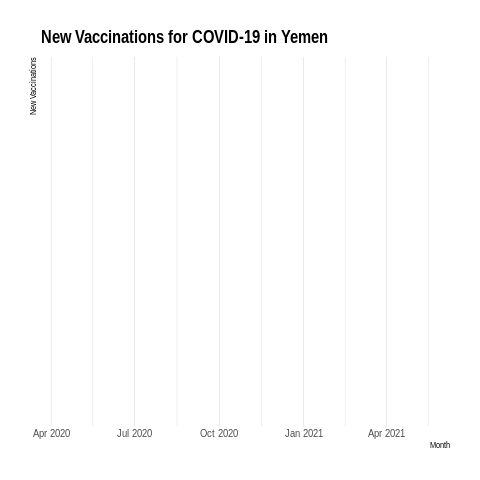 New Vaccinations for COVID-19 in Yemen
New Vaccinations
Apr 2020 Jul 2020 Oct 2020 Jan 2021 Apr 2021
Month